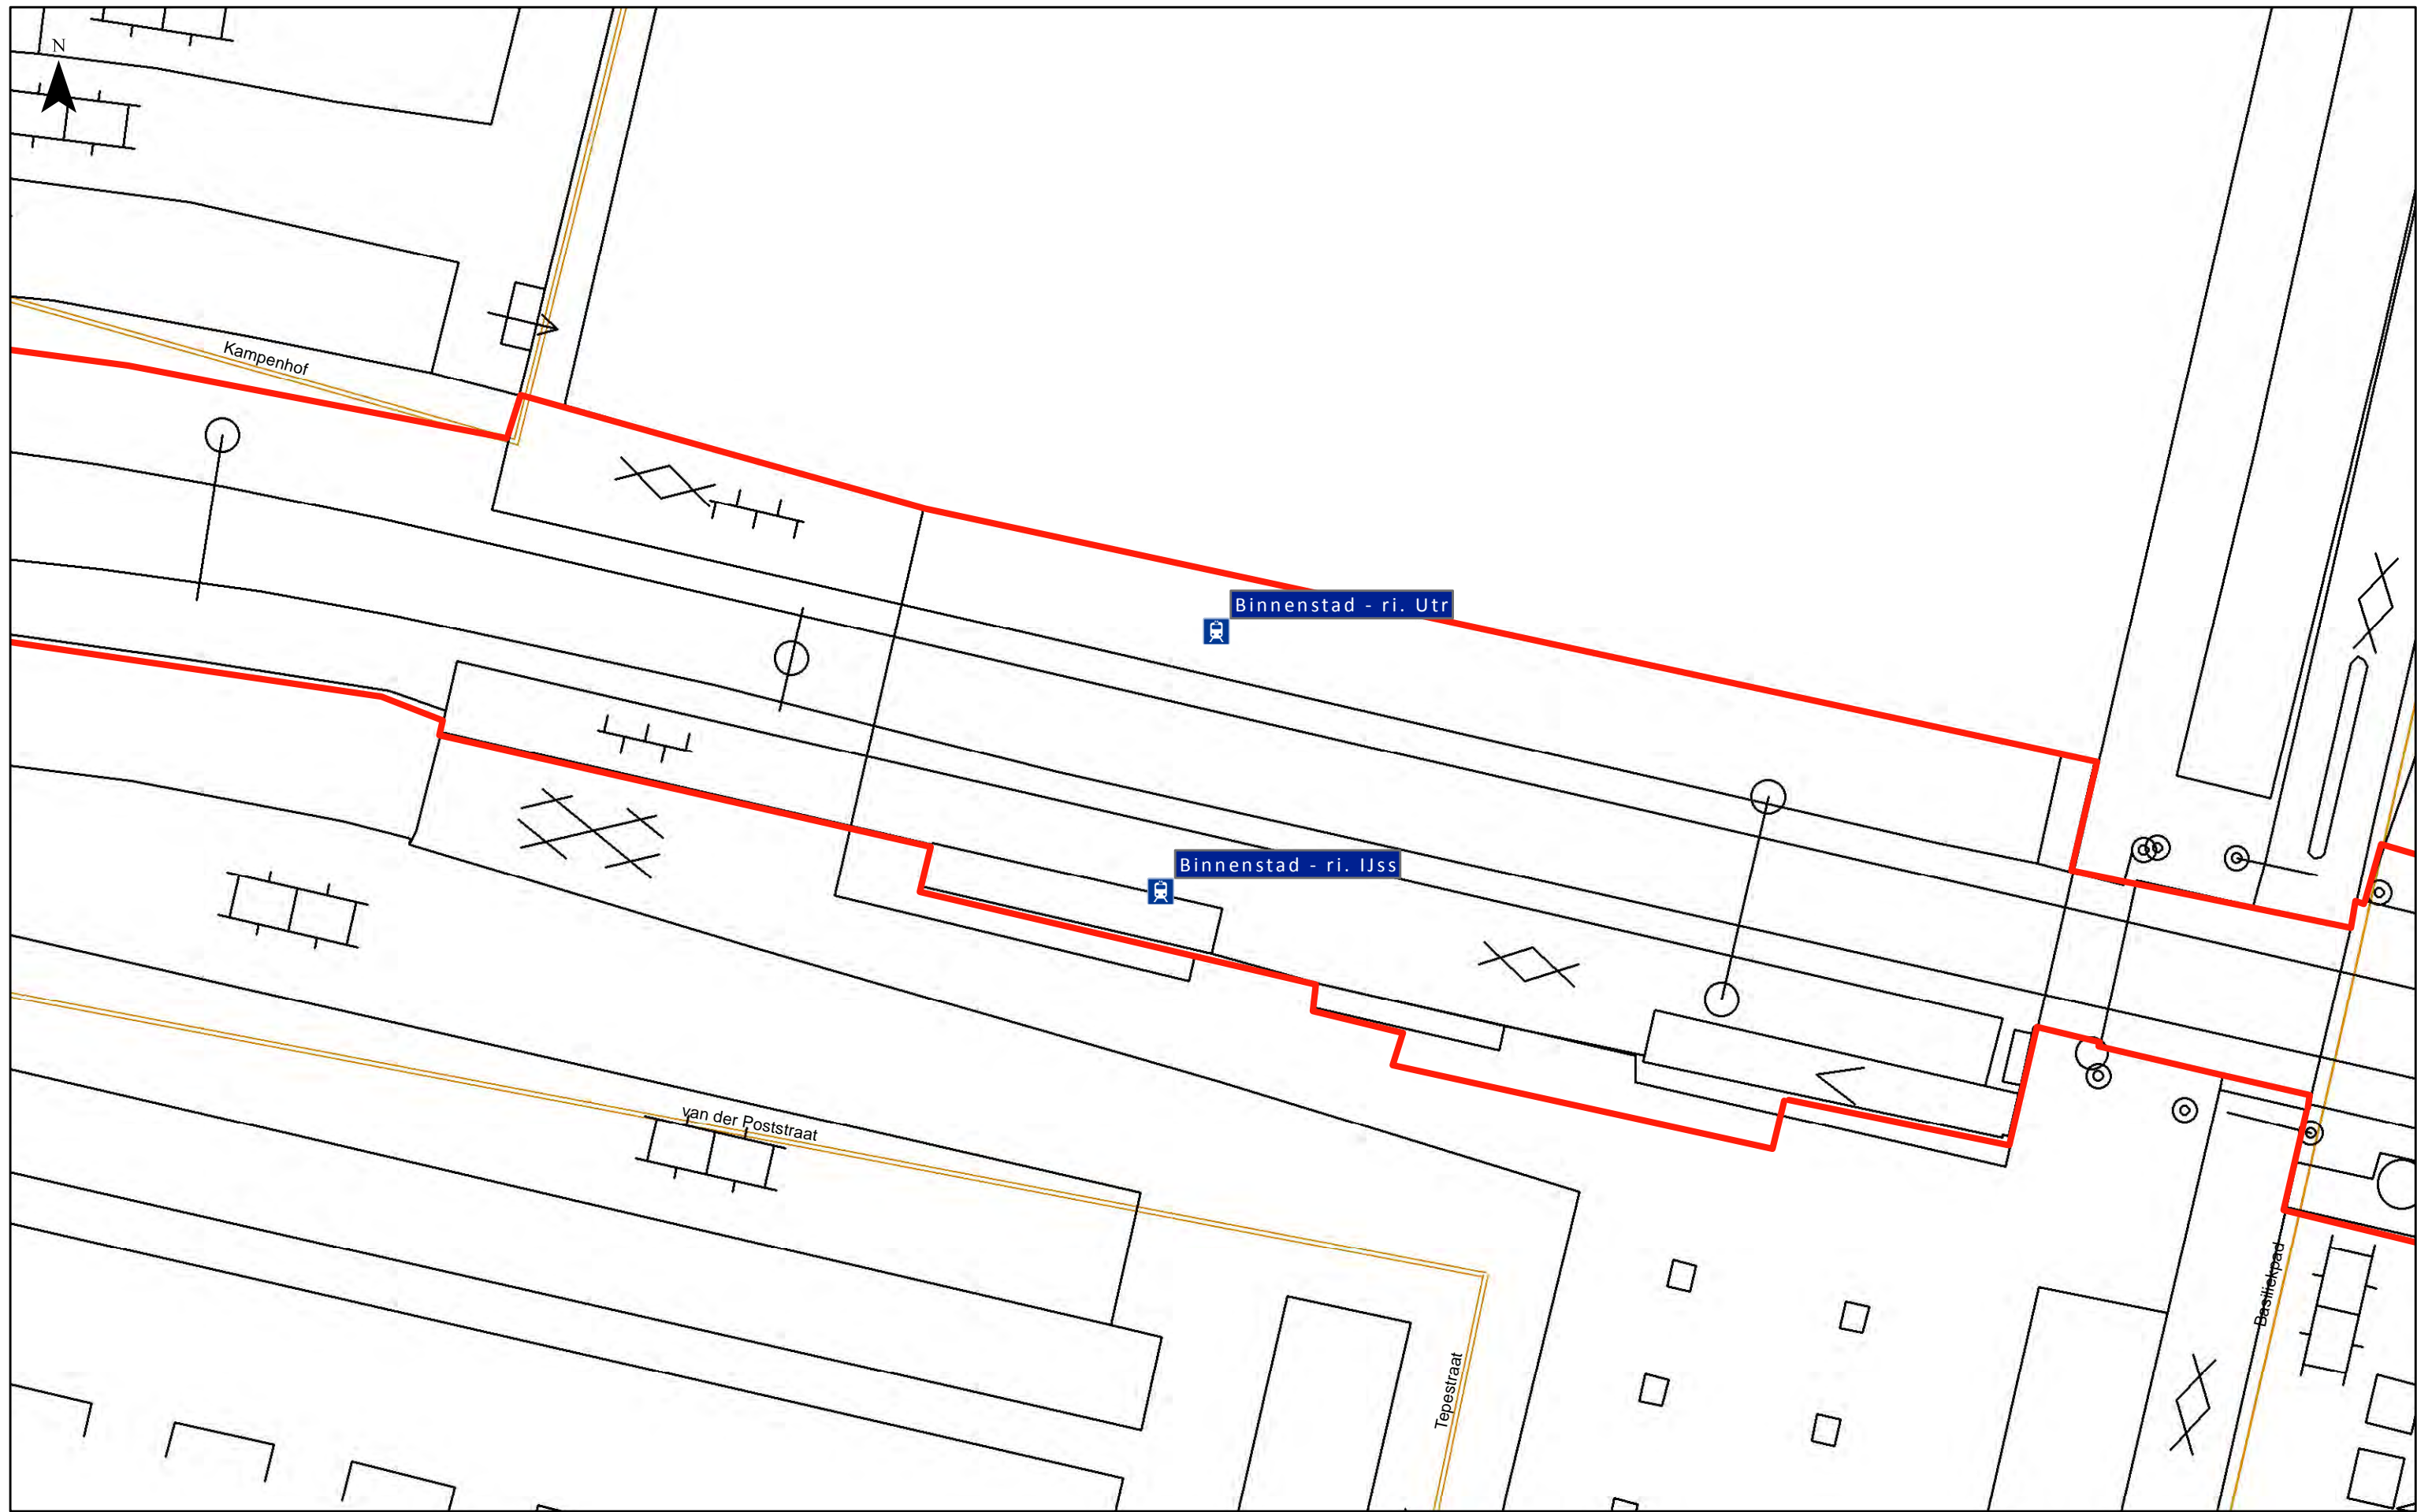 N
Kampenhof
Binnenstad - ri. Utr
Binnenstad - ri. IJss
van der Poststraat
Basiliekpad
Tepestraat